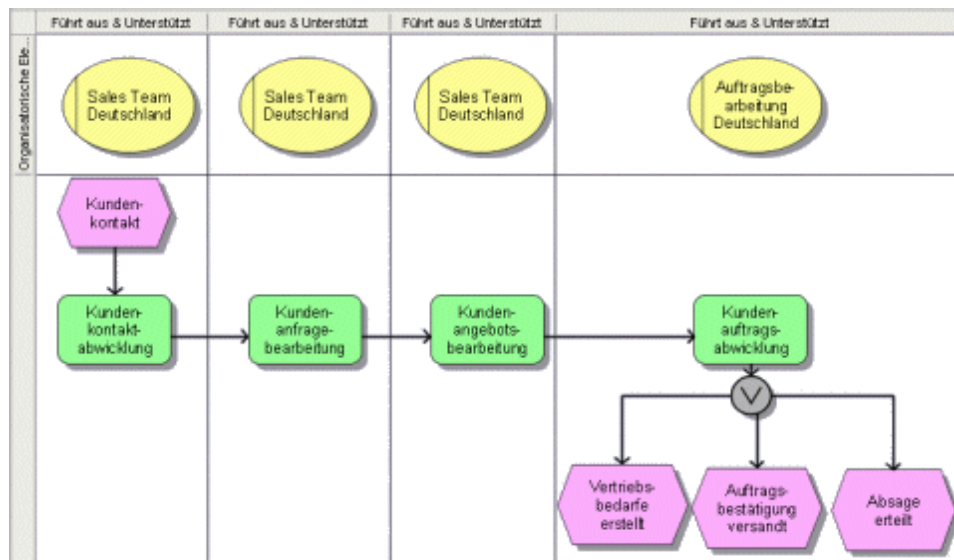 Führt aus & Unterstützt
Führt aus & Unterstützt
Führt aus & Unterstützt
Führt aus & Unterstützt
Organisatorische Ele...
Sales Team
Deutschland
Sales Team
Deutschland
Sales Team
Deutschland
Auftragsbe-
arbeitung
Deutschland
Kunden-
kontakt
Kunden-
kontakt-
abwicklung
Kunden-
anfrage-
bearbeitung
Kunden-
angebots-
bearbeitung
Kunden-
auftrags-
abwicklung
V
Vertriebs-
bedarfe
erstellt
Auftrags-
bestätigung
versandt
Absage
erteilt